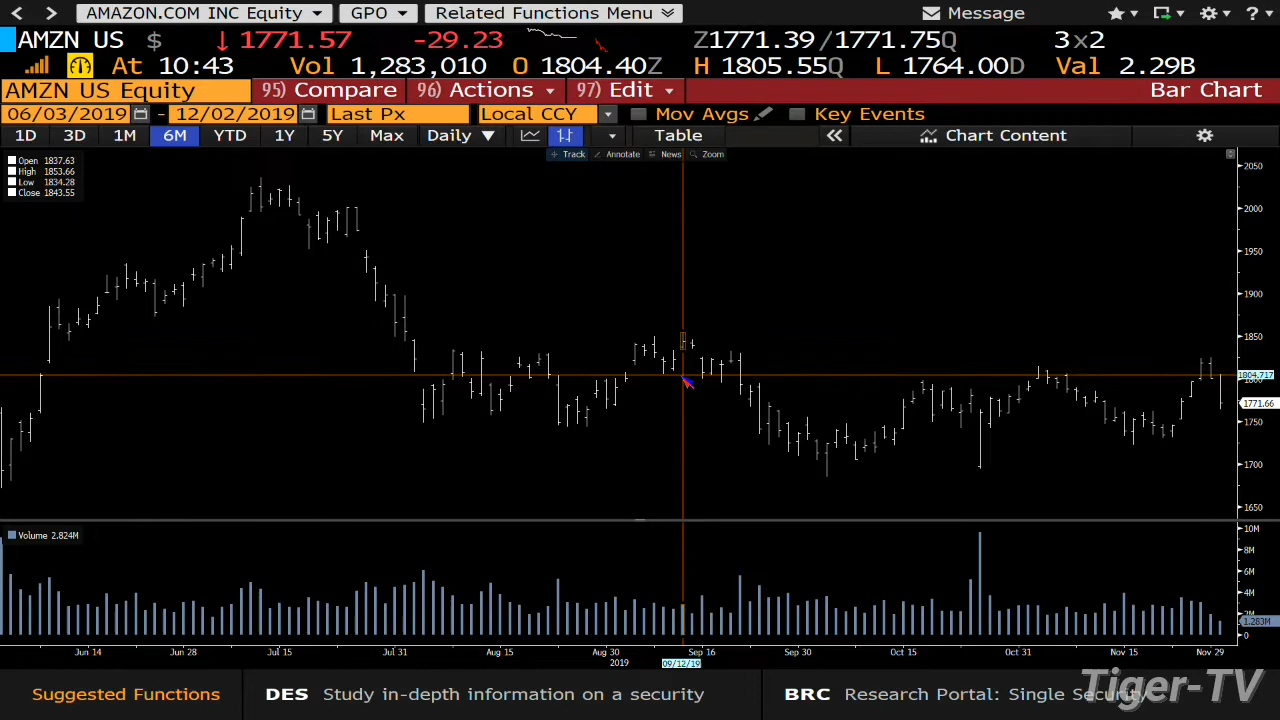 AMAZON.COM INC Equity GPO Related Functions Menu Message ?
AMZN US $ ↓ 1771.57 -29.23 Z1771.39/1771.75Q 3x2
At 10:43 Vol 1,283,010 O 1804.40Z H 1805.55Q L 1764.00D Val 2.29B
AMZN US Equity 95) Compare 96) Actions 97) Edit Bar Chart
06/03/2019 - 12/02/2019 Last Px Local CCY Mov Avgs Key Events
1D 3D 1M 6M YTD 1Y 5Y Max Daily ▼ Table « Chart Content
Track Annotate News Zoom
Open 1837.63
High 1853.66
Low 1834.28
Close 1843.55
2050
2000
1950
1900
1850
1804.717
1800
1771.66
1750
1700
1650
Volume 2.824M
10M
8M
6M
4M
2M
1.283M
0
Jun 14 Jun 28 Jul 15 Jul 31 Aug 15 Aug 30 Sep 16 Sep 30 Oct 15 Oct 31 Nov 15 Nov 29
2019 09/12/19
Suggested Functions DES Study in-depth information on a security BRC Research Portal: Single Security
Tiger-TV